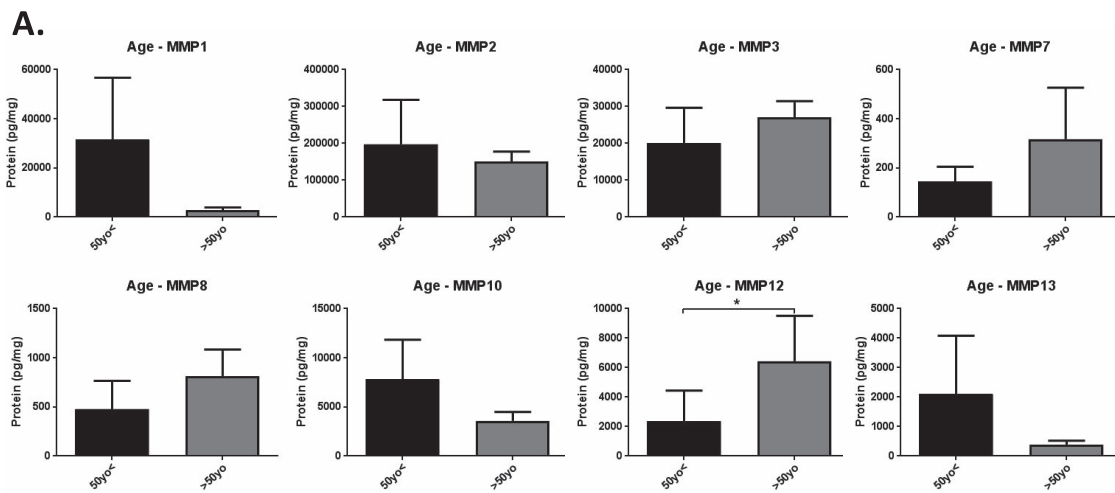 A.
Age - MMP1
Protein (pg/mg)
60000
40000
20000
0
50yo<
>50yo
Age - MMP2
Protein (pg/mg)
400000
300000
200000
100000
0
50yo<
>50yo
Age - MMP3
Protein (pg/mg)
40000
30000
20000
10000
0
50yo<
>50yo
Age - MMP7
Protein (pg/mg)
600
400
200
0
50yo<
>50yo
Age - MMP8
Protein (pg/mg)
1500
1000
500
0
50yo<
>50yo
Age - MMP10
Protein (pg/mg)
15000
10000
5000
0
50yo<
>50yo
Age - MMP12
Protein (pg/mg)
10000
8000
6000
4000
2000
0
*
50yo<
>50yo
Age - MMP13
Protein (pg/mg)
5000
4000
3000
2000
1000
0
50yo<
>50yo